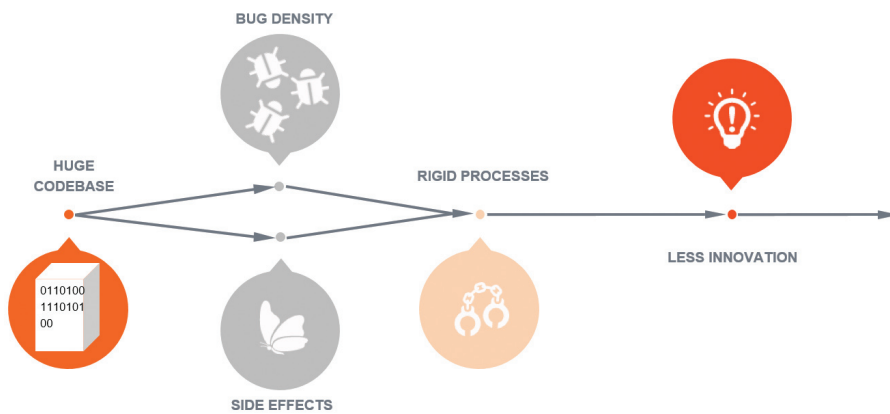 BUG DENSITY
HUGE
CODEBASE
0110100
1110101
00
SIDE EFFECTS
RIGID PROCESSES
LESS INNOVATION